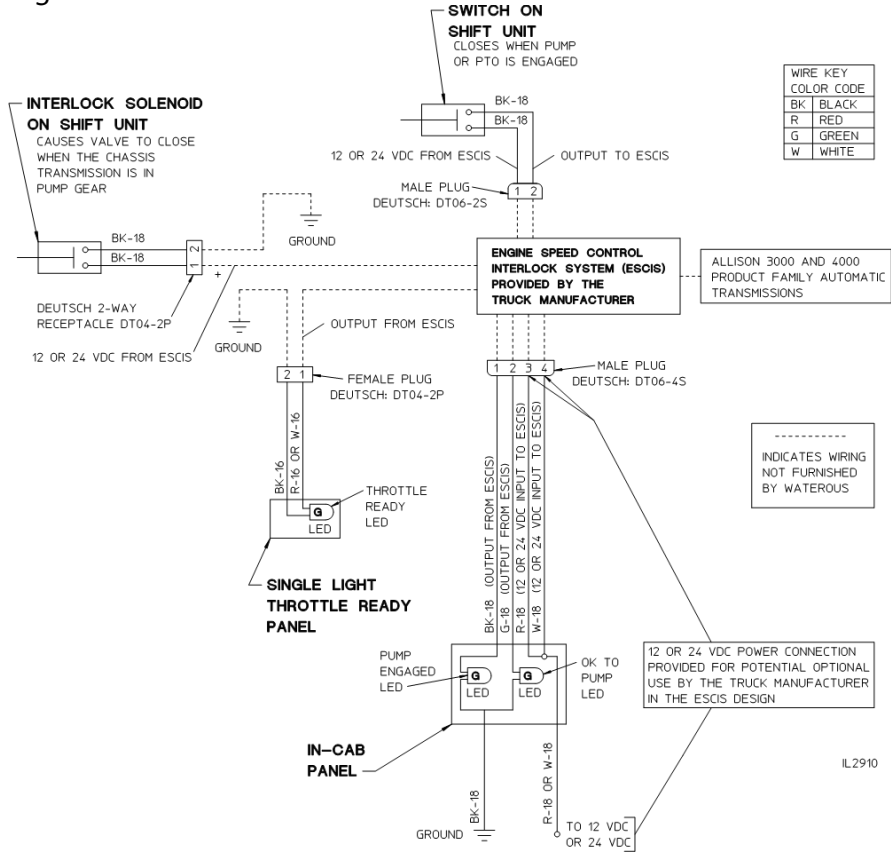 SWITCH ON
SHIFT UNIT
CLOSES WHEN PUMP
OR PTO IS ENGAGED
WIRE KEY
COLOR CODE
BK BLACK
R RED
G GREEN
W WHITE
INTERLOCK SOLENOID
ON SHIFT UNIT
CAUSES VALVE TO CLOSE
WHEN THE CHASSIS
TRANSMISSION IS IN
PUMP GEAR
BK-18
BK-18
12 OR 24 VDC FROM ESCIS
OUTPUT TO ESCIS
MALE PLUG
DEUTSCH: DT06-2S
1 2
GROUND
BK-18
BK-18
1 2
+
DEUTSCH 2-WAY
RECEPTACLE DT04-2P
12 OR 24 VDC FROM ESCIS
ENGINE SPEED CONTROL
INTERLOCK SYSTEM (ESCIS)
PROVIDED BY THE
TRUCK MANUFACTURER
ALLISON 3000 AND 4000
PRODUCT FAMILY AUTOMATIC
TRANSMISSIONS
GROUND
OUTPUT FROM ESCIS
2 1
FEMALE PLUG
DEUTSCH: DT04-2P
1 2 3 4
MALE PLUG
DEUTSCH: DT06-4S
BK-16
R-16 OR W-16
G
LED
THROTTLE
READY
LED
SINGLE LIGHT
THROTTLE READY
PANEL
BK-18 (OUTPUT FROM ESCIS)
G-18 (OUTPUT FROM ESCIS)
R-18 (12 OR 24 VDC INPUT TO ESCIS)
W-18 (12 OR 24 VDC INPUT TO ESCIS)
INDICATES WIRING
NOT FURNISHED
BY WATEROUS
PUMP
ENGAGED
LED
G
LED
G
LED
OK TO
PUMP
LED
12 OR 24 VDC POWER CONNECTION
PROVIDED FOR POTENTIAL OPTIONAL
USE BY THE TRUCK MANUFACTURER
IN THE ESCIS DESIGN
IN-CAB
PANEL
BK-18
R-18 OR W-18
GROUND
TO 12 VDC
OR 24 VDC
IL2910